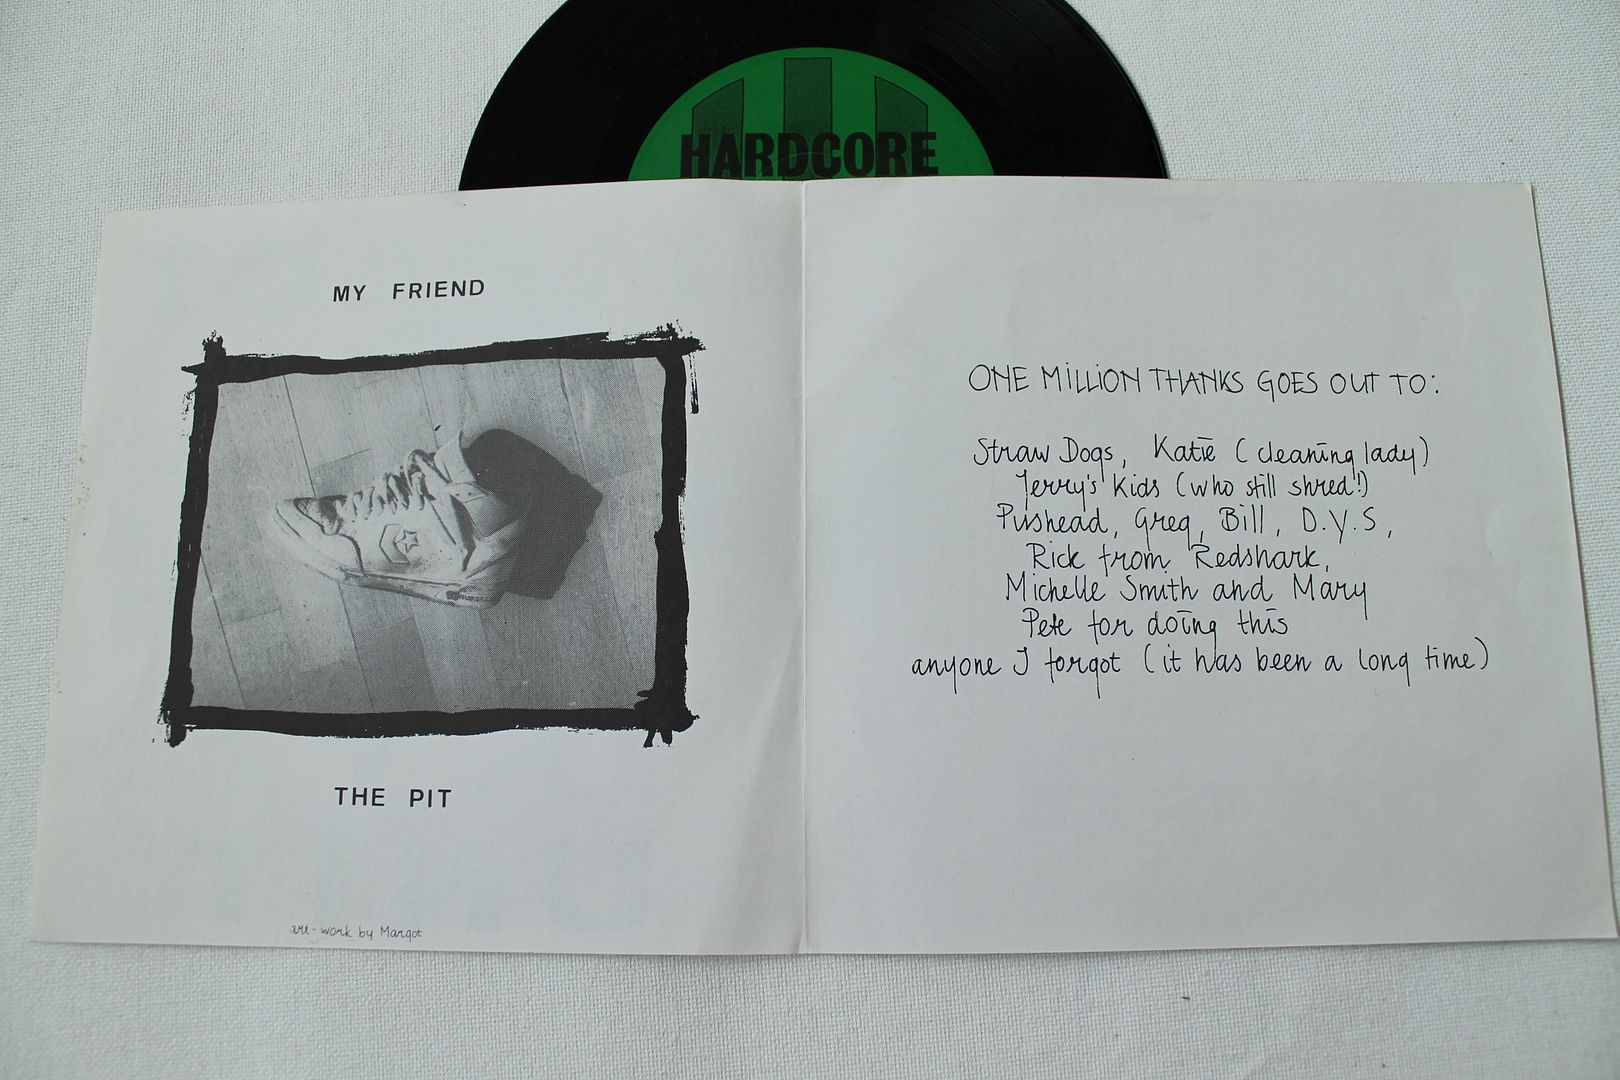 HARDCORE
MY FRIEND
THE PIT
art-work by Margot
ONE MILLION THANKS GOES OUT TO:
Straw Dogs, Katie (cleaning lady)
Jerry's Kids (who still shred!)
Pushead, Greg, Bill, D.Y.S,
Rick from Redshark,
Michelle Smith and Mary
Pete for doing this
anyone I forgot (it has been a long time)